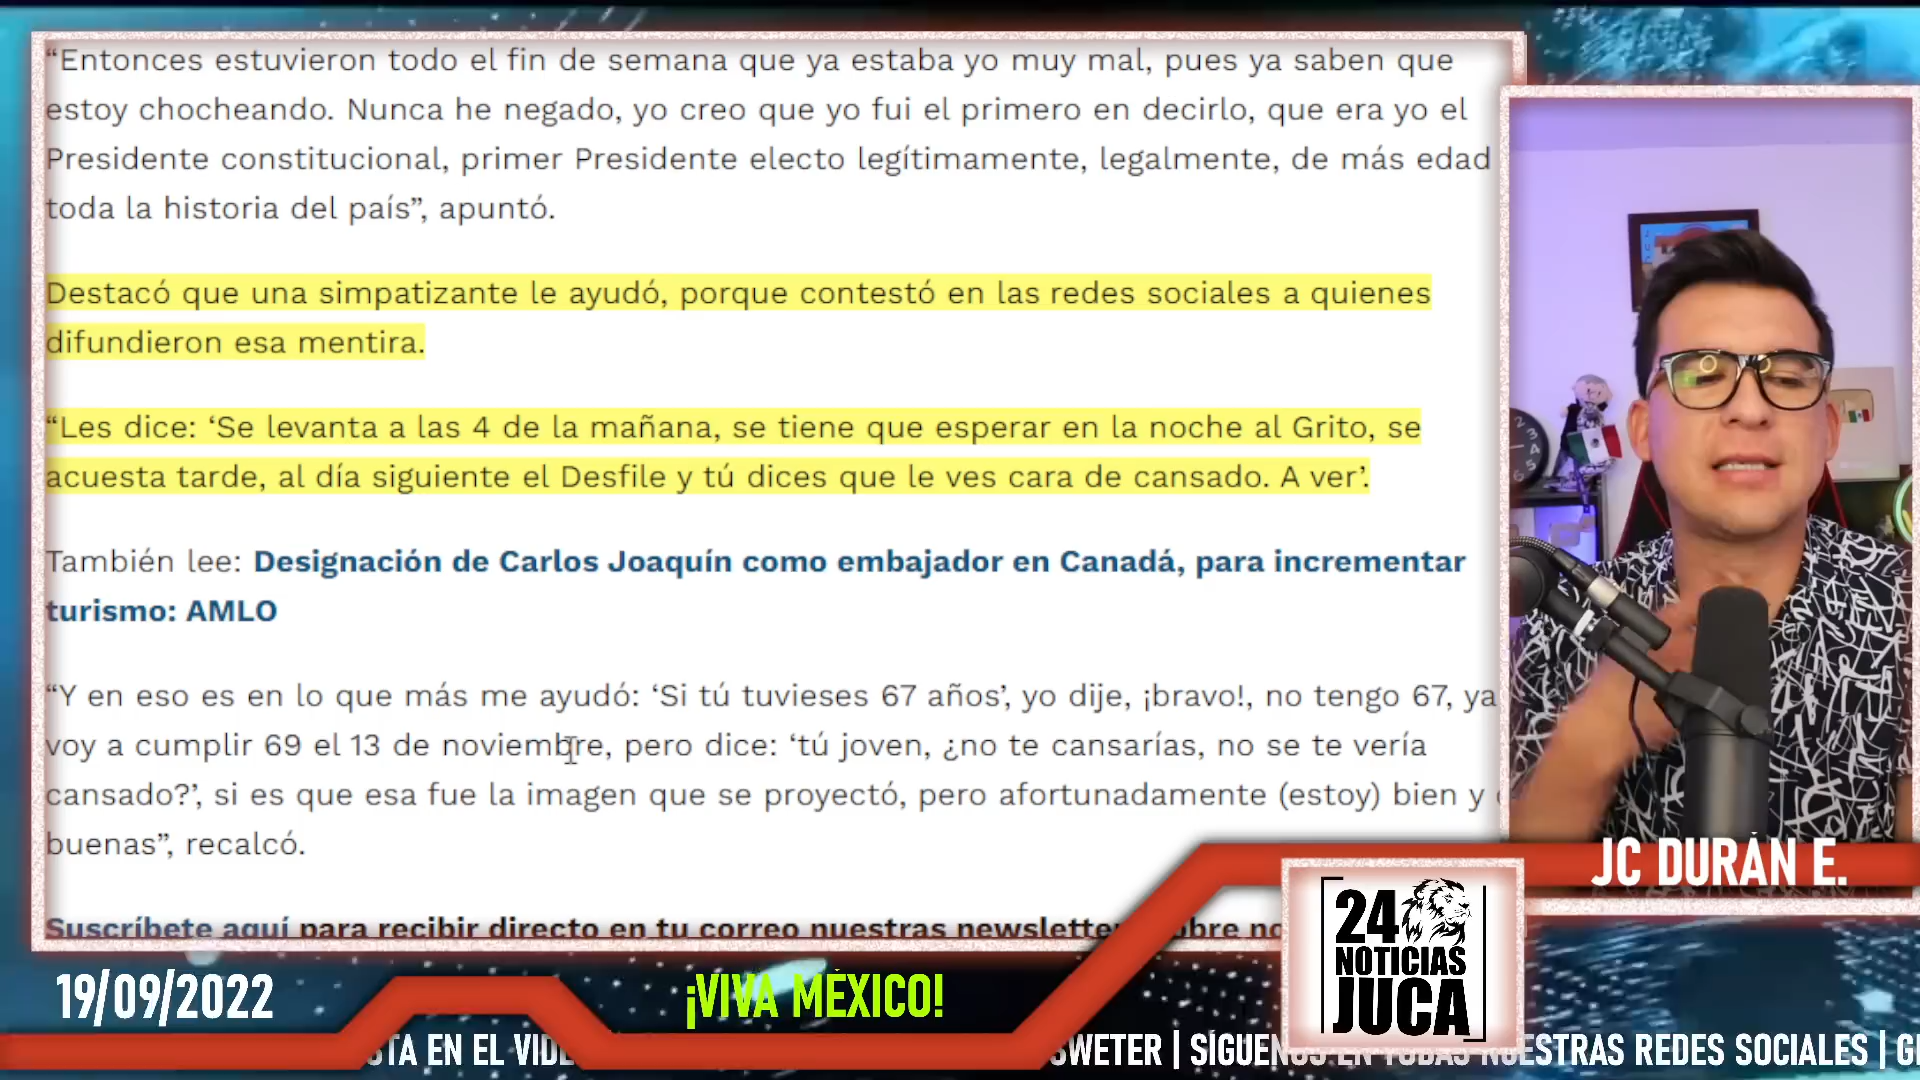 “Entonces estuvieron todo el fin de semana que ya estaba yo muy mal, pues ya saben que
estoy chocheando. Nunca he negado, yo creo que yo fui el primero en decirlo, que era yo el
Presidente constitucional, primer Presidente electo legítimamente, legalmente, de más edad
toda la historia del país”, apuntó.
Destacó que una simpatizante le ayudó, porque contestó en las redes sociales a quienes
difundieron esa mentira.
“Les dice: ‘Se levanta a las 4 de la mañana, se tiene que esperar en la noche al Grito, se
acuesta tarde, al día siguiente el Desfile y tú dices que le ves cara de cansado. A ver’.
También lee: Designación de Carlos Joaquín como embajador en Canadá, para incrementar
turismo: AMLO
“Y en eso es en lo que más me ayudó: ‘Si tú tuvieses 67 años’, yo dije, ¡bravo!, no tengo 67, ya
voy a cumplir 69 el 13 de noviembre, pero dice: ‘tú joven, ¿no te cansarías, no se te vería
cansado?’, si es que esa fue la imagen que se proyectó, pero afortunadamente (estoy) bien y
buenas”, recalcó.
Suscríbete aquí para recibir directo en tu correo nuestras newsletter
JC DURÁN E.
24
NOTICIAS
JUCA
19/09/2022
¡VIVA MÉXICO!
EN EL
SWETER | SÍGUENOS EN TODAS NUESTRAS REDES SOCIALES |